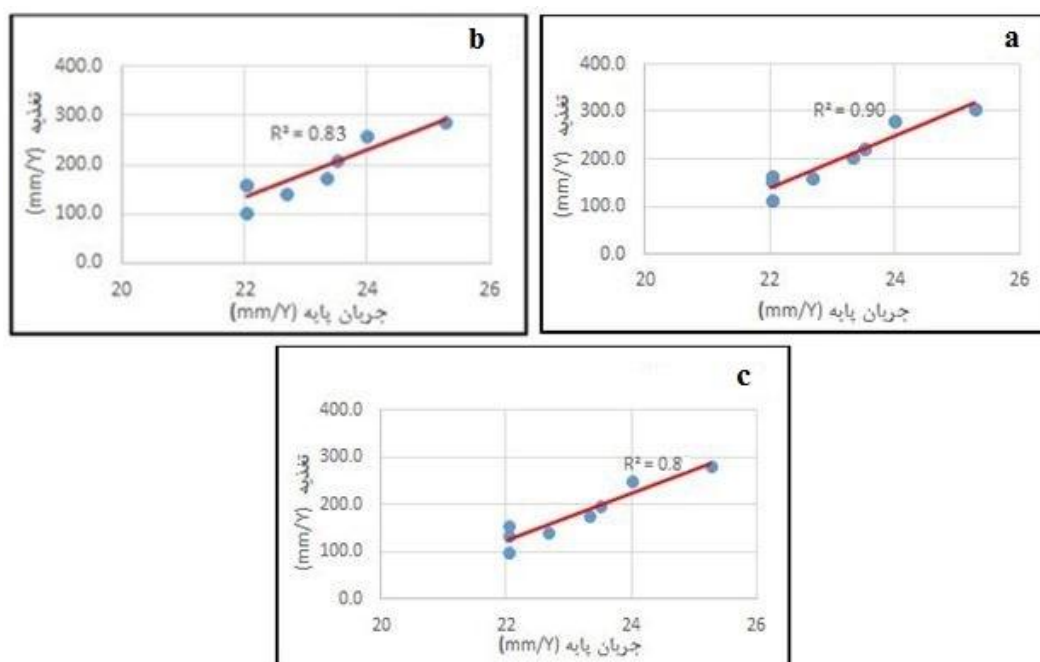 b
400.0
300.0
200.0
100.0
0.0
تغذیه
(mm/Y)
R² = 0.83
20 22 24 26
جریان پایه (mm/Y)
a
400.0
300.0
200.0
100.0
0.0
تغذیه
(mm/Y)
R² = 0.90
20 22 24 26
جریان پایه (mm/Y)
c
400.0
300.0
200.0
100.0
0.0
تغذیه
(mm/Y)
R² = 0.8
20 22 24 26
جریان پایه (mm/Y)